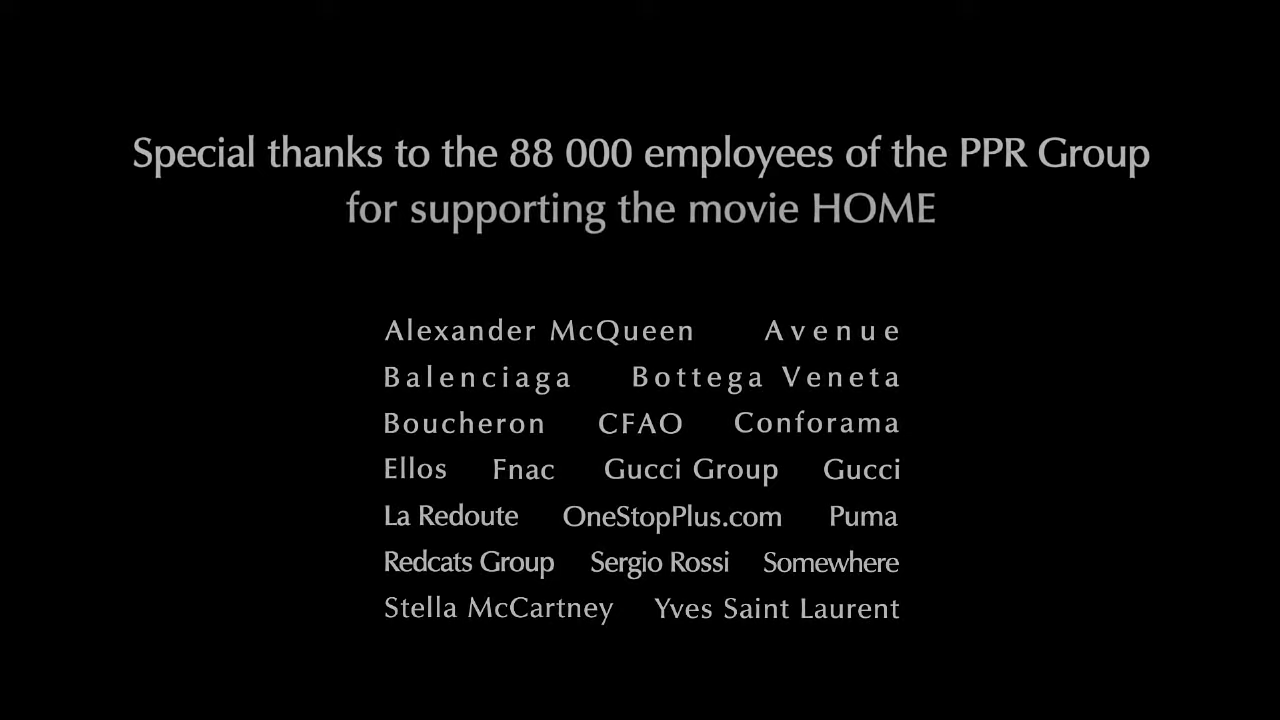 Special thanks to the 88 000 employees of the PPR Group
for supporting the movie HOME
Alexander McQueen Avenue
Balenciaga Bottega Veneta
Boucheron CFAO Conforama
Ellos Fnac Gucci Group Gucci
La Redoute OneStopPlus.com Puma
Redcats Group Sergio Rossi Somewhere
Stella McCartney Yves Saint Laurent